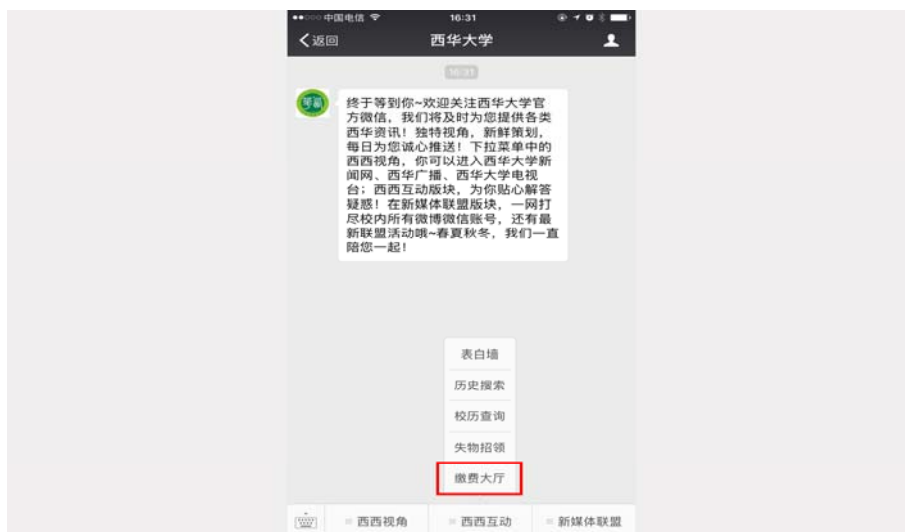 中国电信 16:31
返回 西华大学
16:31
终于等到你~欢迎关注西华大学官
方微信，我们将及时为您提供各类
西华资讯！独特视角，新鲜策划，
每日为您诚心推送！下拉菜单中的
西西视角，你可以进入西华大学新
闻网、西华广播、西华大学电视
台；西西互动版块，为你贴心解答
疑惑！在新媒体联盟版块，一网打
尽校内所有微博微信账号，还有最
新联盟活动哦~春夏秋冬，我们一直
陪您一起！
表白墙
历史搜索
校历查询
失物招领
缴费大厅
西西视角 西西互动 新媒体联盟